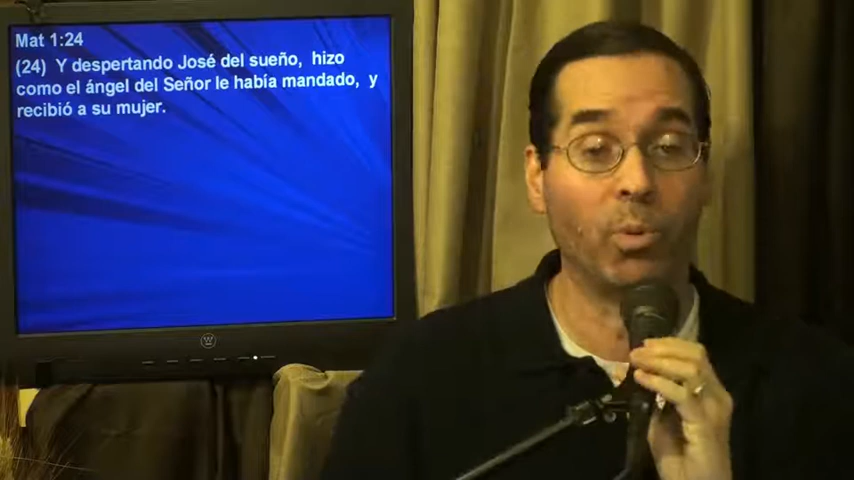 Mat 1:24
(24) Y despertando José del sueño, hizo
como el ángel del Señor le había mandado, y
recibió a su mujer.